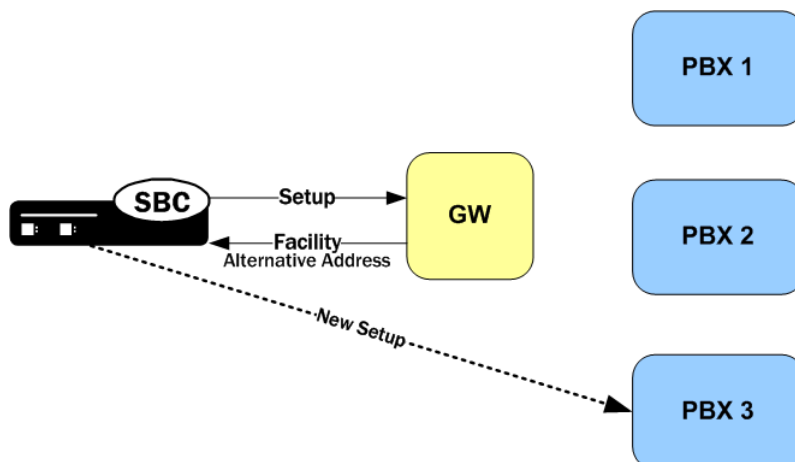 PBX 1
SBC
Setup
GW
Facility
Alternative Address
PBX 2
New Setup
PBX 3